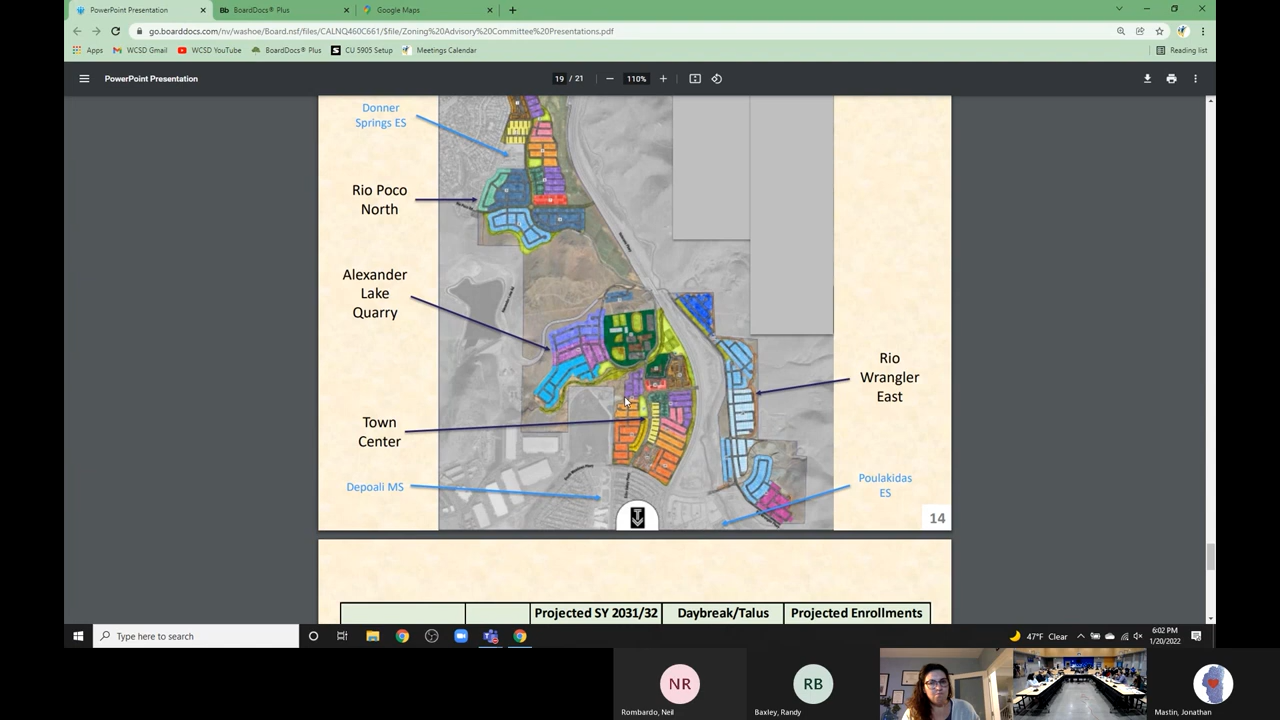 PowerPoint Presentation
BoardDocs® Plus
Google Maps
go.boarddocs.com/nv/washoe/Board.nsf/files/CALNQ460C661/$file/Zoning%20Advisory%20Committee%20Presentations.pdf
Apps
WCSD Gmail
WCSD YouTube
BoardDocs® Plus
CU 5905 Setup
Meetings Calendar
Reading list
PowerPoint Presentation
19 / 21
110%
Donner
Springs ES
Rio Poco
North
Alexander
Lake
Quarry
Rio
Wrangler
East
Town
Center
Depoali MS
Poulakidas
ES
14
Projected SY 2031/32
Daybreak/Talus
Projected Enrollments
Type here to search
47°F Clear
6:02 PM
1/20/2022
NR
RB
Rombardo, Neil
Baxley, Randy
Mastin, Jonathan